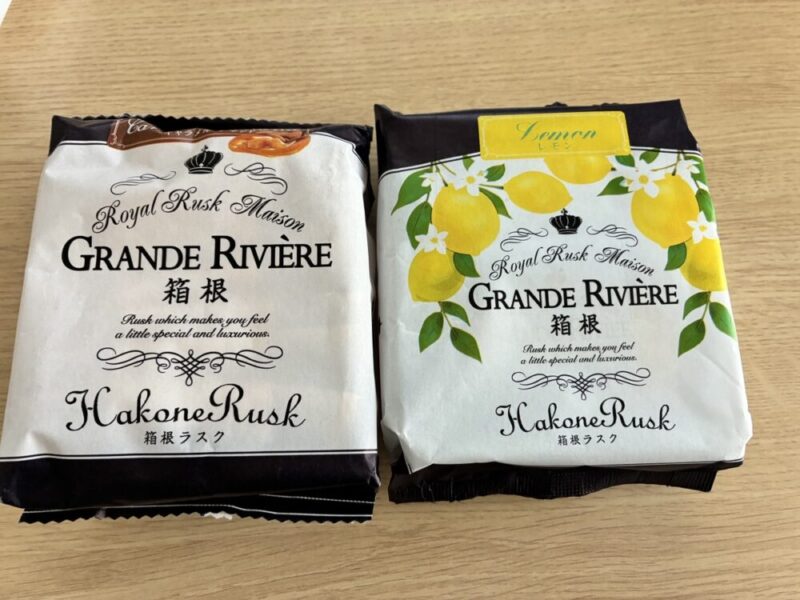 Royal Rusk Maison
GRANDE RIVIÈRE
箱根
Rusk which makes you feel
a little special and luxurious.
HakoneRusk
箱根ラスク
Lemon
レモン
Royal Rusk Maison
GRANDE RIVIÈRE
箱根
Rusk which makes you feel
a little special and luxurious.
HakoneRusk
箱根ラスク